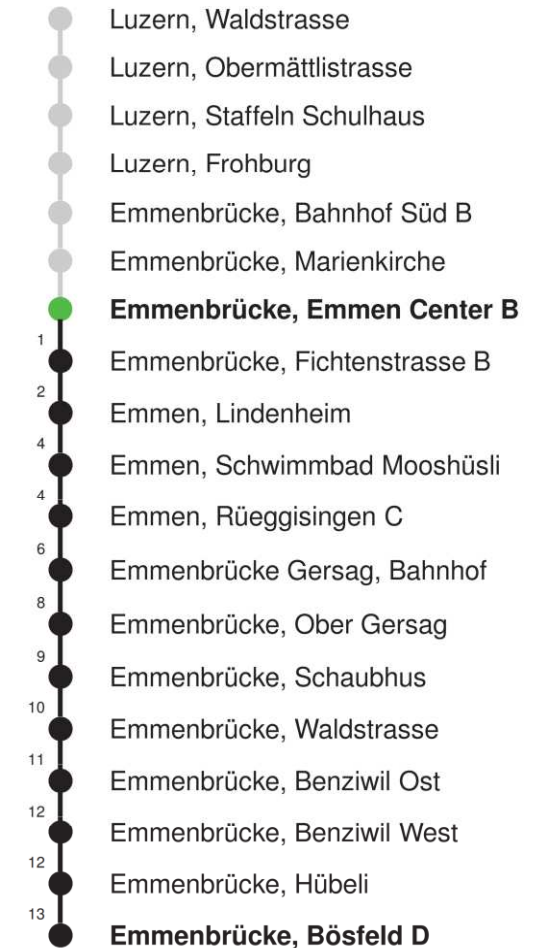 Luzern, Waldstrasse
Luzern, Obermättlistrasse
Luzern, Staffeln Schulhaus
Luzern, Frohburg
Emmenbrücke, Bahnhof Süd B
Emmenbrücke, Marienkirche
Emmenbrücke, Emmen Center B
1 Emmenbrücke, Fichtenstrasse B
2 Emmen, Lindenheim
4 Emmen, Schwimmbad Mooshüsli
4 Emmen, Rüeggisingen C
6 Emmenbrücke Gersag, Bahnhof
8 Emmenbrücke, Ober Gersag
9 Emmenbrücke, Schaubhus
10 Emmenbrücke, Waldstrasse
11 Emmenbrücke, Benziwil Ost
12 Emmenbrücke, Benziwil West
12 Emmenbrücke, Hübeli
13 Emmenbrücke, Bösfeld D